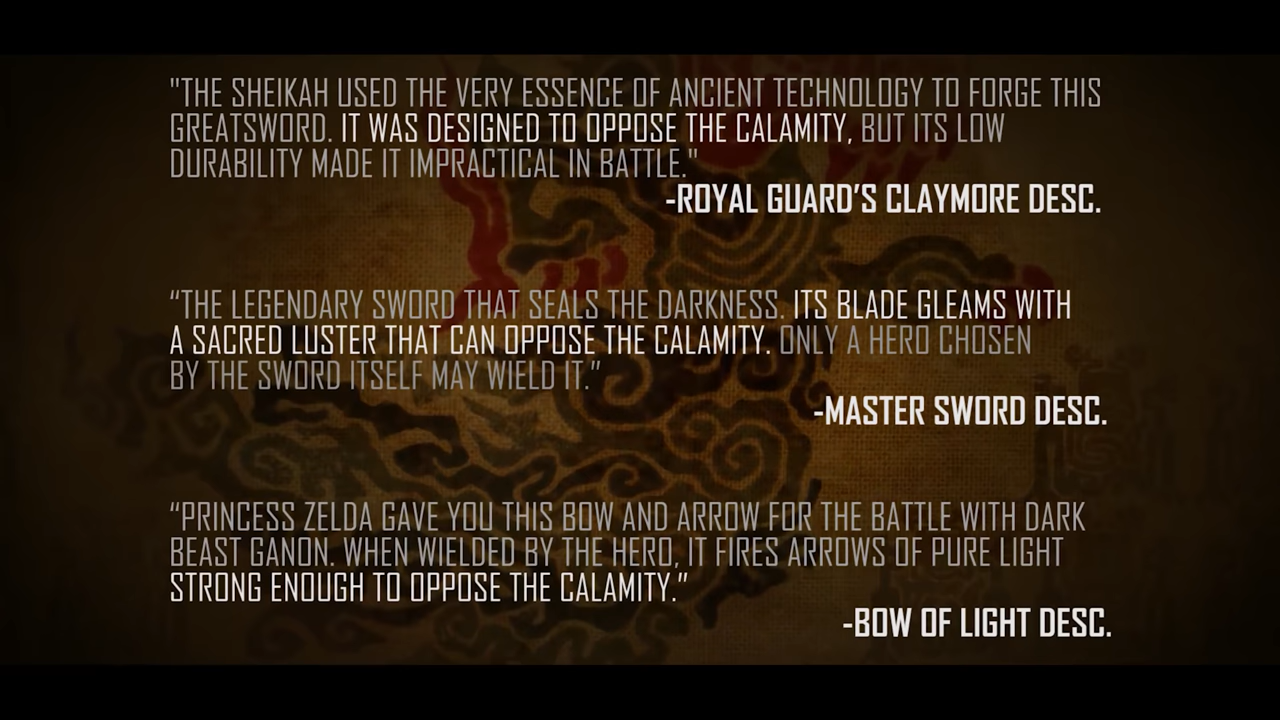 "THE SHEIKAH USED THE VERY ESSENCE OF ANCIENT TECHNOLOGY TO FORGE THIS
GREATSWORD. IT WAS DESIGNED TO OPPOSE THE CALAMITY, BUT ITS LOW
DURABILITY MADE IT IMPRACTICAL IN BATTLE."
-ROYAL GUARD’S CLAYMORE DESC.
“THE LEGENDARY SWORD THAT SEALS THE DARKNESS. ITS BLADE GLEAMS WITH
A SACRED LUSTER THAT CAN OPPOSE THE CALAMITY. ONLY A HERO CHOSEN
BY THE SWORD ITSELF MAY WIELD IT.”
-MASTER SWORD DESC.
“PRINCESS ZELDA GAVE YOU THIS BOW AND ARROW FOR THE BATTLE WITH DARK
BEAST GANON. WHEN WIELDED BY THE HERO, IT FIRES ARROWS OF PURE LIGHT
STRONG ENOUGH TO OPPOSE THE CALAMITY.”
-BOW OF LIGHT DESC.